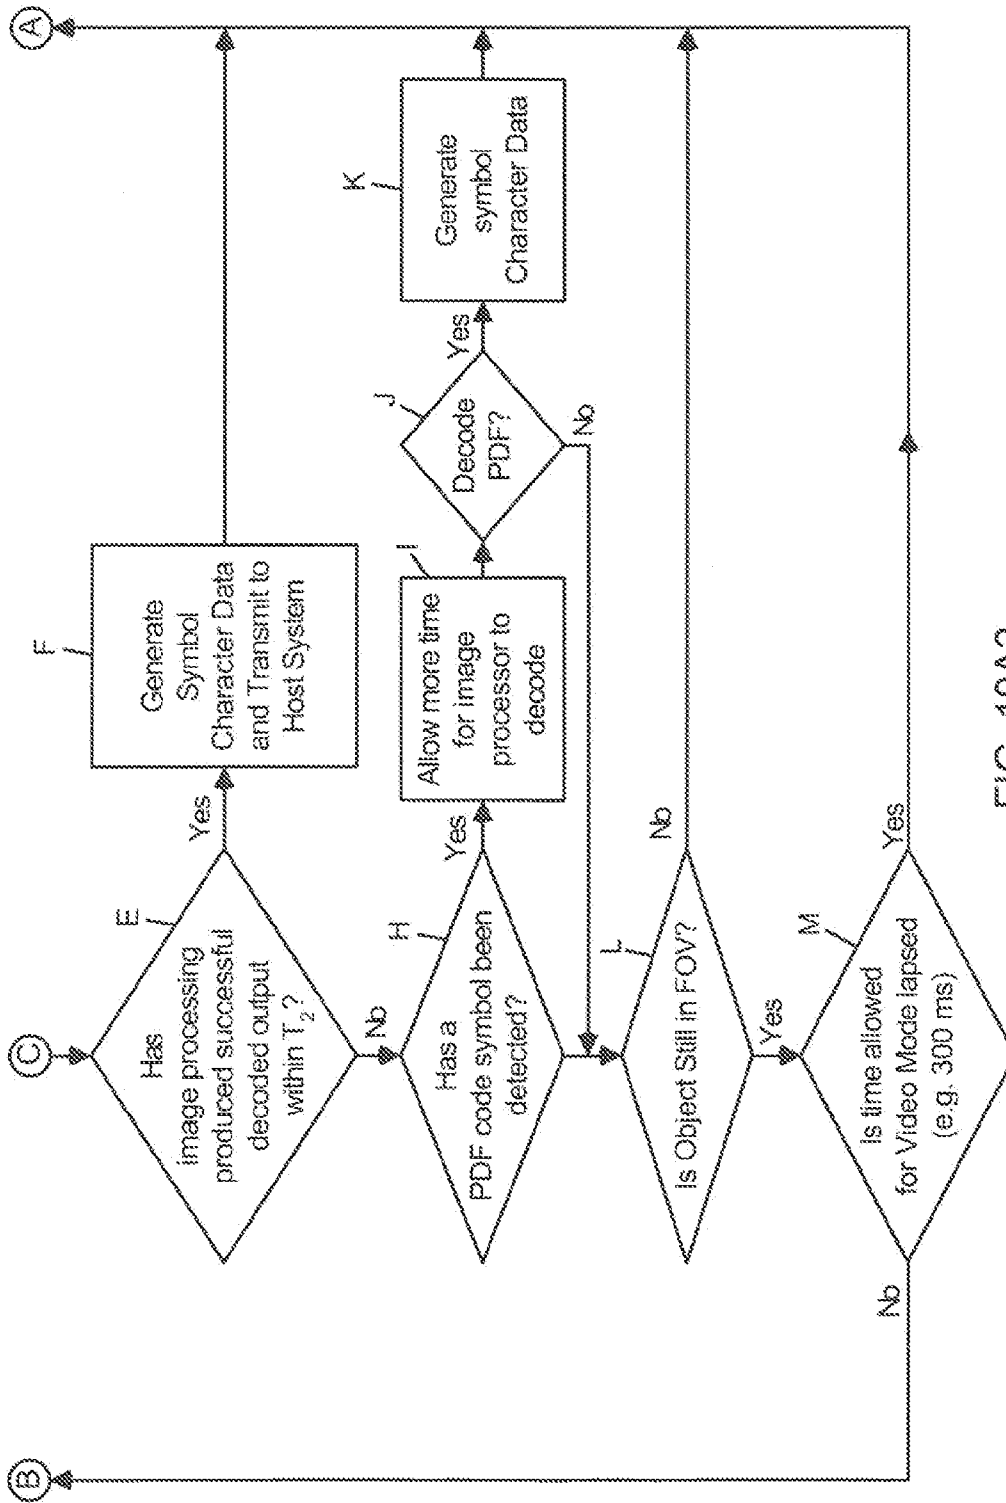 C
A
B
Has
image processing
produced successful
decoded output
within T2?
E
Yes
F
Generate
Symbol
Character Data
and Transmit to
Host System
No
Has a
PDF code symbol been
detected?
H
Yes
I
Allow more time
for image
processor to
decode
J
Decode
PDF?
Yes
No
K
Generate
symbol
Character Data
Is Object Still in FOV?
L
No
Yes
Is time allowed
for Video Mode lapsed
(e.g. 300 ms)
M
Yes
No